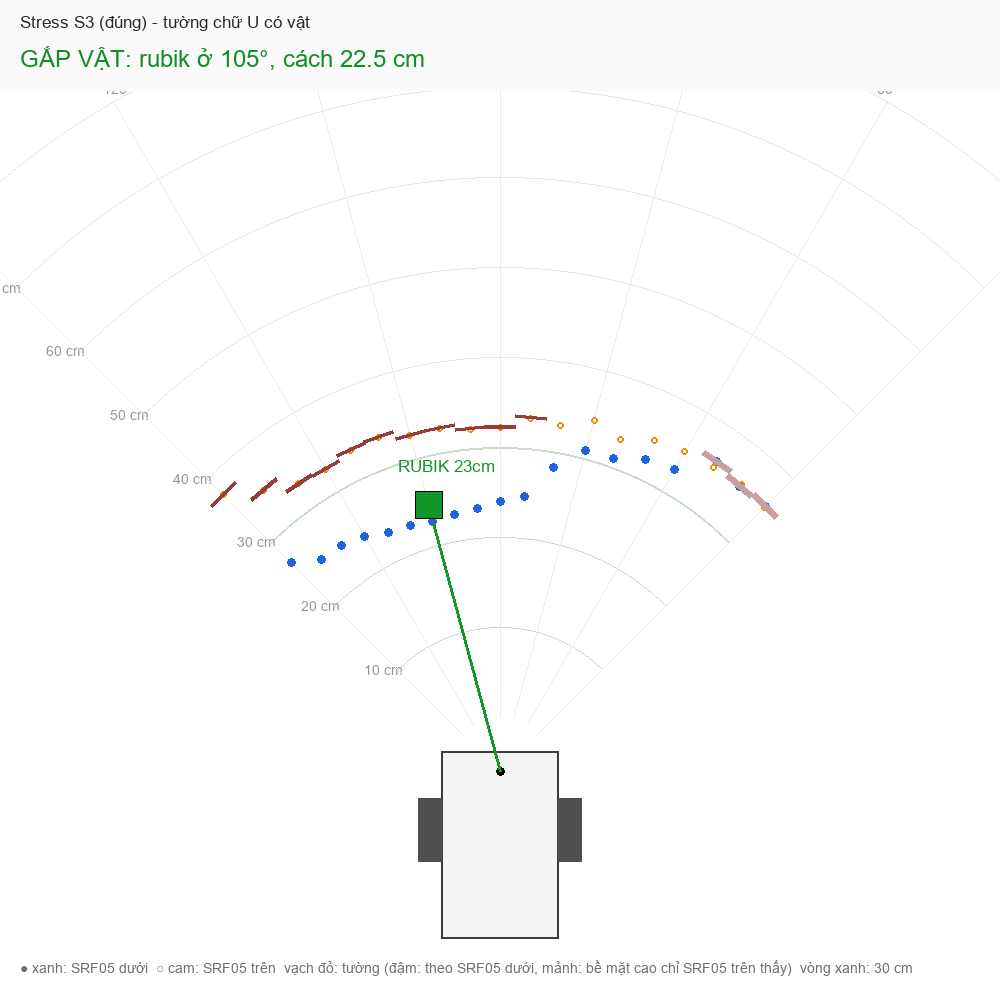 Stress S3 (đúng) - tường chữ U có vật
GẮP VẬT: rubik ở 105°, cách 22.5 cm
cm
60 cm
50 cm
40 cm
RUBIK 23cm
30 cm
20 cm
10 cm
● xanh: SRF05 dưới ○ cam: SRF05 trên vạch đỏ: tường (đậm: theo SRF05 dưới, mảnh: bề mặt cao chỉ SRF05 trên thấy) vòng xanh: 30 cm